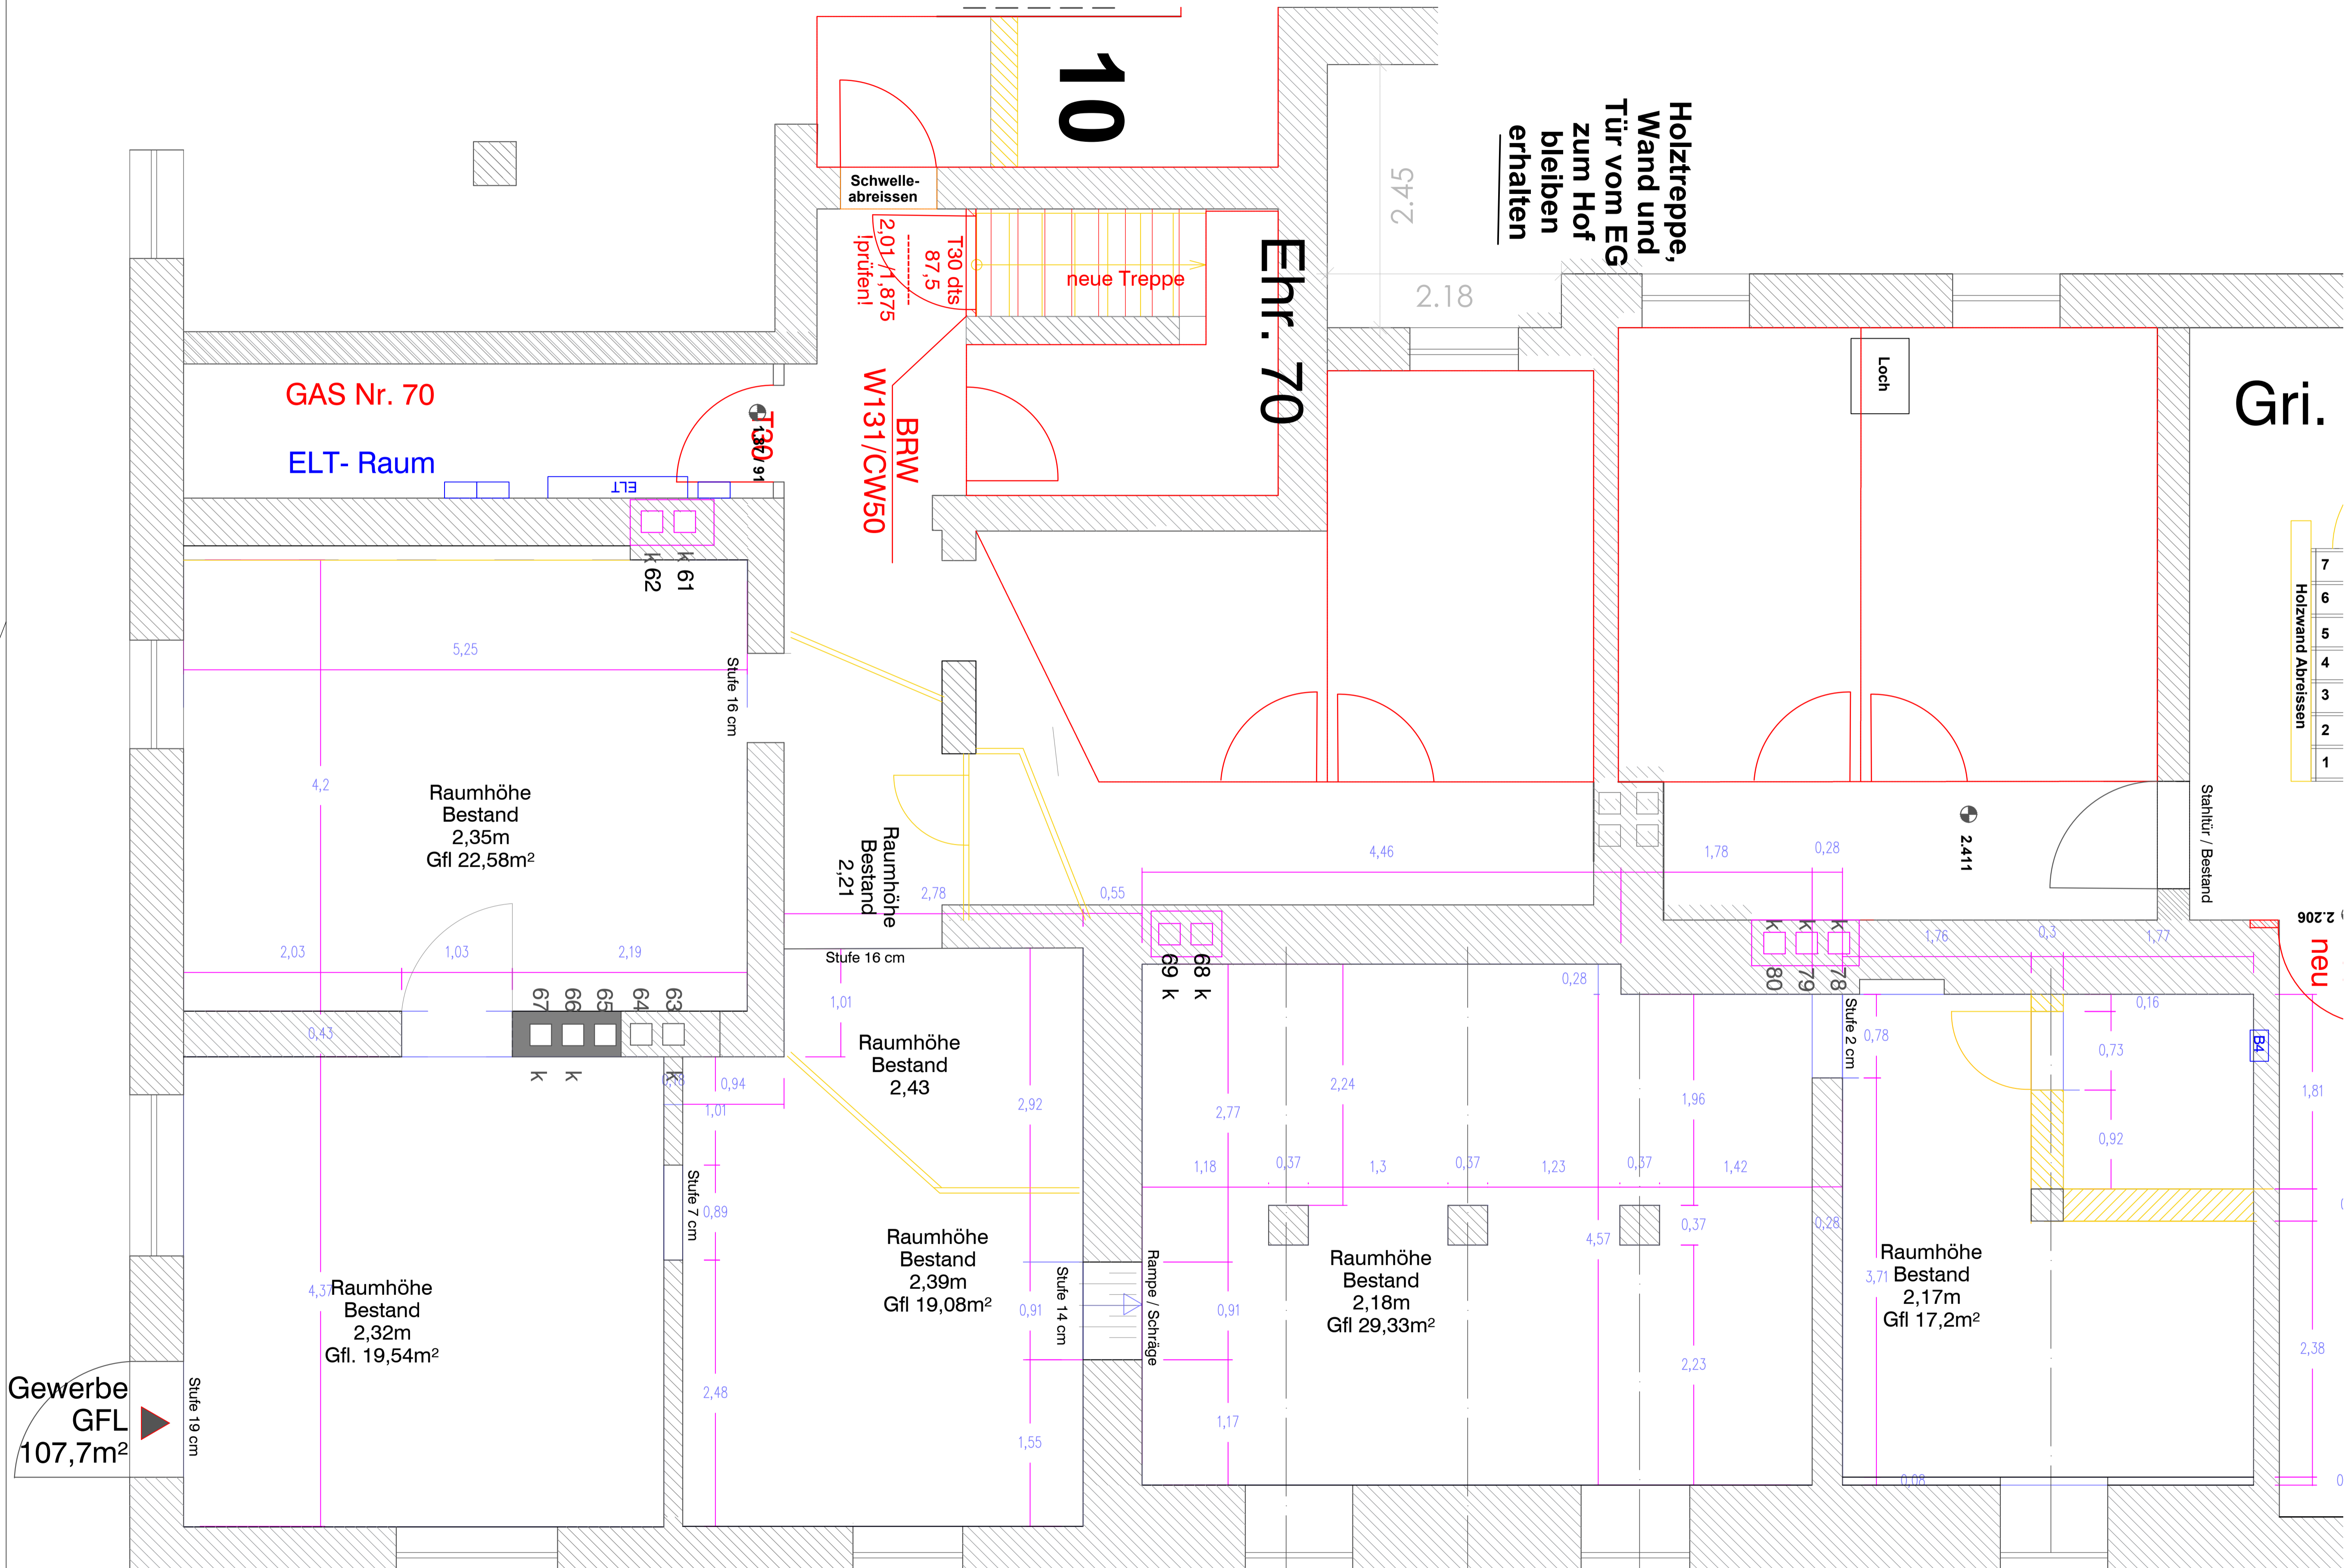 10
Schwelle-
abreissen
T30 dts
87,5
2,01 /1,875
!prüfen!
neue Treppe
Ehr. 70
2.45
2.18
Holztreppe,
Wand und
Tür vom EG
zum Hof
bleiben
erhalten
Loch
Gri.
GAS Nr. 70
ELT- Raum
ELT
T30
BRW
W131/CW50
k 62
k 61
Holzwand Abreissen
7
6
5
4
3
2
1
5,25
Stufe 16 cm
4,2
Raumhöhe
Bestand
2,35m
Gfl 22,58m²
Raumhöhe
Bestand
2,21
2,78
0,55
4,46
1,78
0,28
2.411
Stahltür / Bestand
2.206
neu
2,03
1,03
2,19
0,43
67
66
65
64
63
k
k
k
Stufe 16 cm
1,01
69 k
68 k
0,28
k
k
k
80
79
78
1,76
0,3
1,77
0,16
Stufe 2 cm
0,78
0,73
B4
1,81
Raumhöhe
Bestand
2,43
0,94
1,01
2,92
2,77
2,24
1,96
0,92
1,18
0,37
1,3
0,37
1,23
0,37
1,42
Stufe 7 cm
0,89
0,37
0,28
4,57
Raumhöhe
Bestand
2,39m
Gfl 19,08m²
0,91
Stufe 14 cm
Rampe / Schräge
0,91
Raumhöhe
Bestand
2,18m
Gfl 29,33m²
3,71
Raumhöhe
Bestand
2,17m
Gfl 17,2m²
4,37
Raumhöhe
Bestand
2,32m
Gfl. 19,54m²
2,23
2,38
Gewerbe
GFL
107,7m²
Stufe 19 cm
2,48
1,55
1,17
0,08